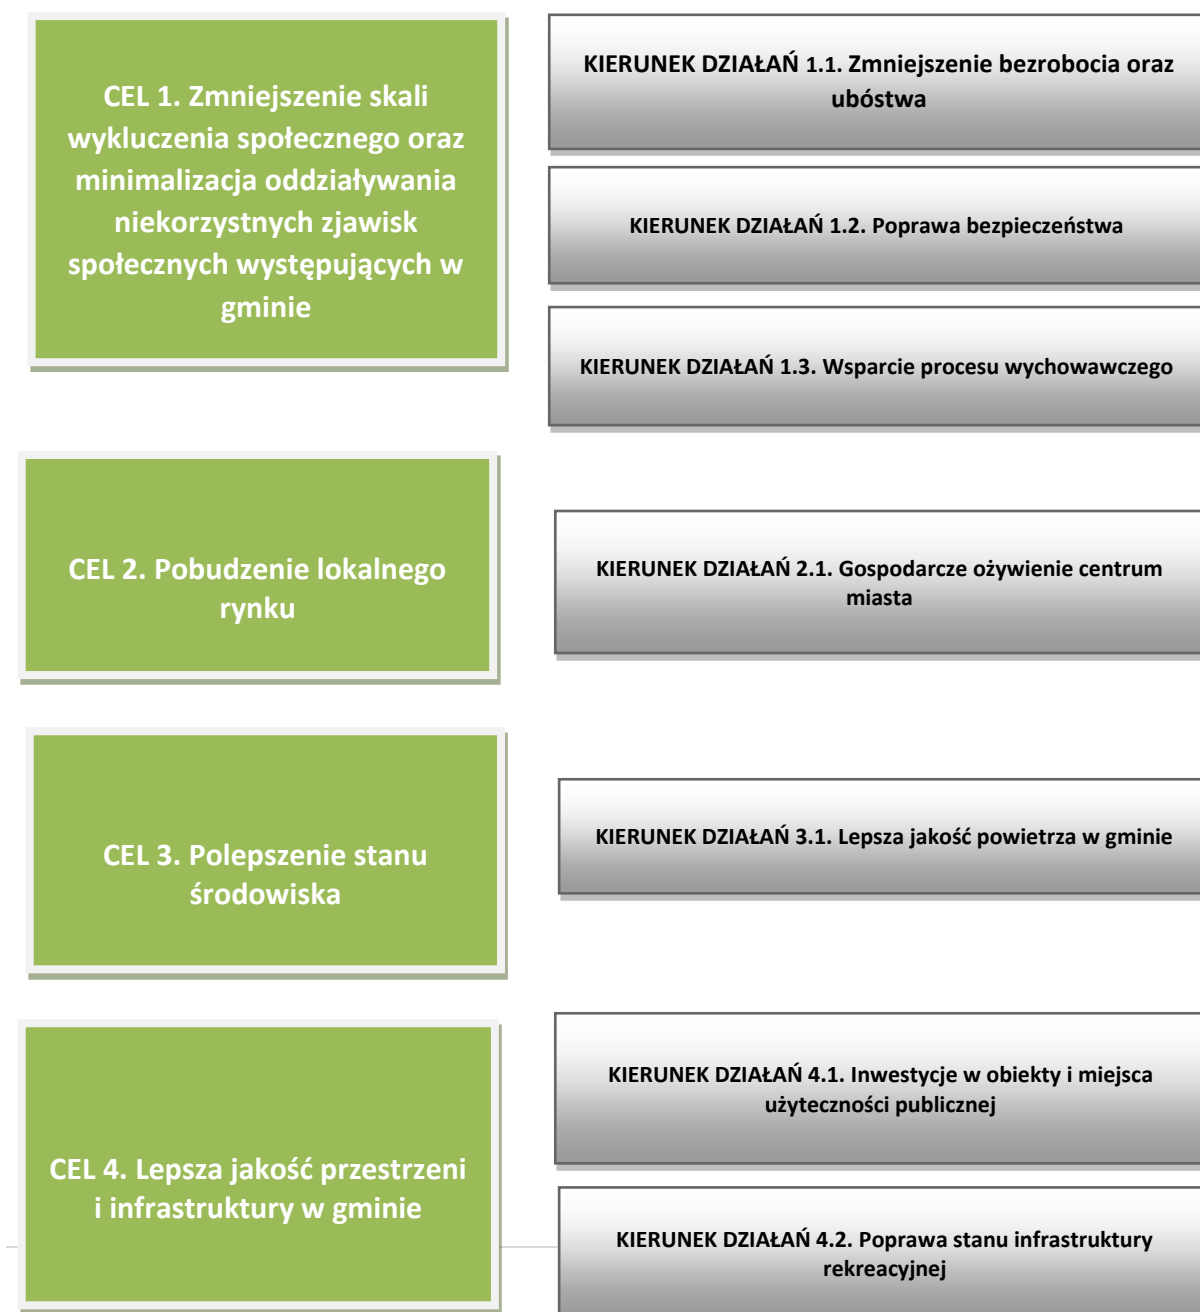 CEL 1. Zmniejszenie skali
wykluczenia społecznego oraz
minimalizacja oddziaływania
niekorzystnych zjawisk
społecznych występujących w
gminie
KIERUNEK DZIAŁAŃ 1.1. Zmniejszenie bezrobocia oraz
ubóstwa
KIERUNEK DZIAŁAŃ 1.2. Poprawa bezpieczeństwa
KIERUNEK DZIAŁAŃ 1.3. Wsparcie procesu wychowawczego
CEL 2. Pobudzenie lokalnego
rynku
KIERUNEK DZIAŁAŃ 2.1. Gospodarcze ożywienie centrum
miasta
CEL 3. Polepszenie stanu
środowiska
KIERUNEK DZIAŁAŃ 3.1. Lepsza jakość powietrza w gminie
CEL 4. Lepsza jakość przestrzeni
i infrastruktury w gminie
KIERUNEK DZIAŁAŃ 4.1. Inwestycje w obiekty i miejsca
użyteczności publicznej
KIERUNEK DZIAŁAŃ 4.2. Poprawa stanu infrastruktury
rekreacyjnej